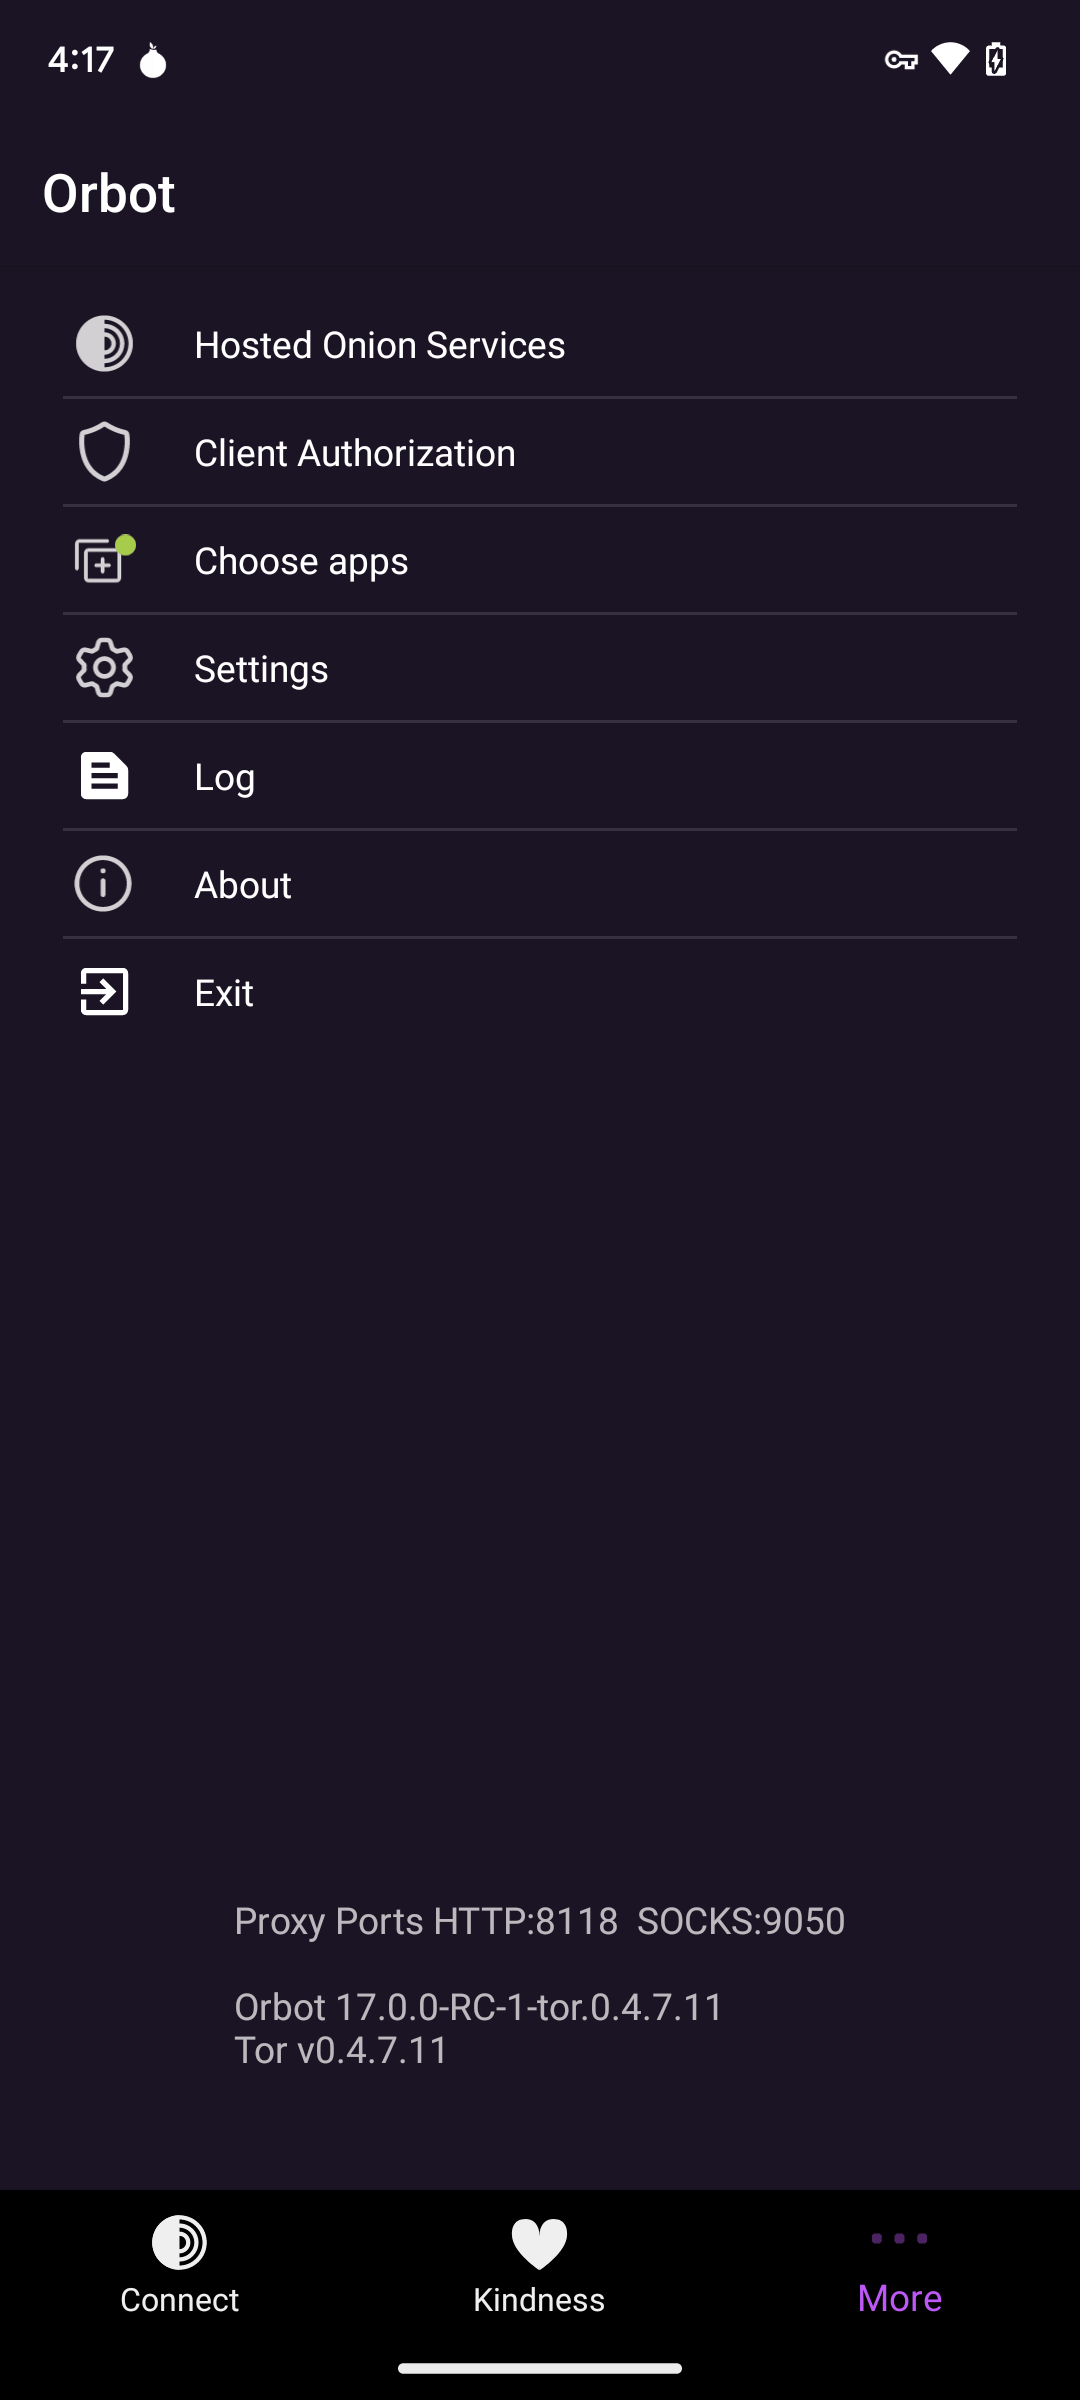 4:17
Orbot
Hosted Onion Services
Client Authorization
Choose apps
Settings
Log
About
Exit
Proxy Ports HTTP:8118 SOCKS:9050
Orbot 17.0.0-RC-1-tor.0.4.7.11
Tor v0.4.7.11
Connect
Kindness
More